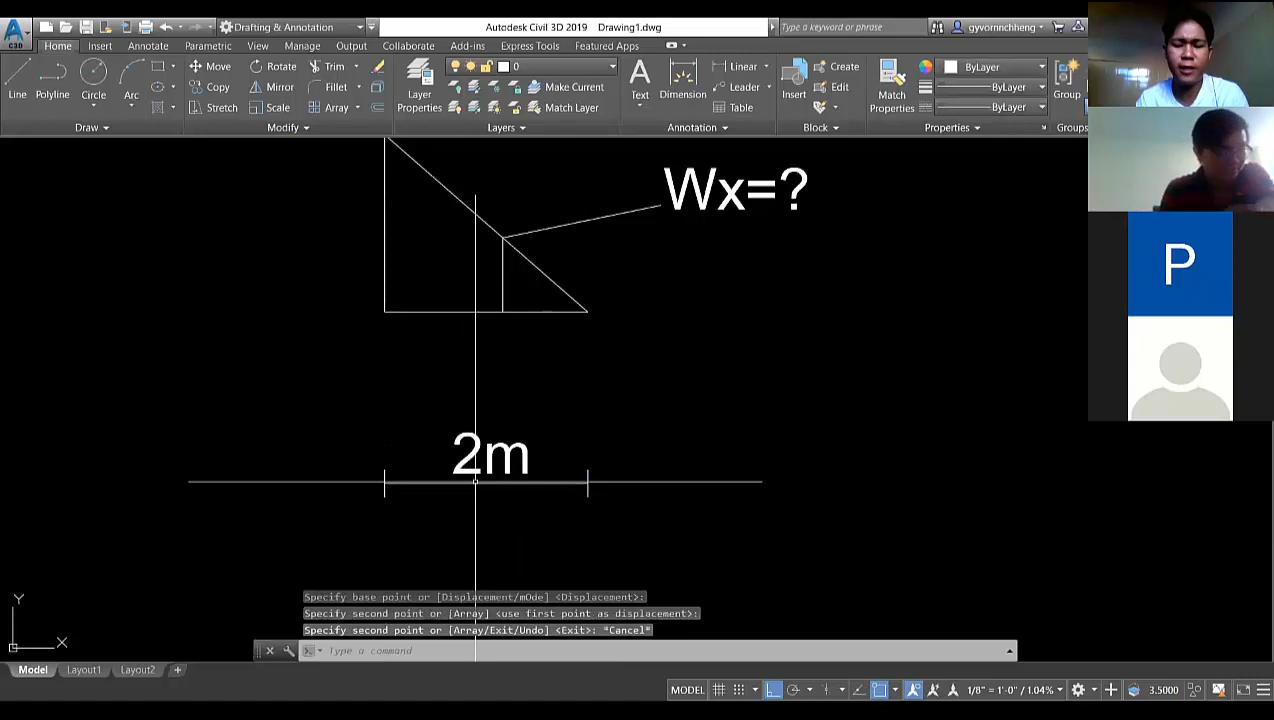 Drafting & Annotation
Autodesk Civil 3D 2019 Drawing1.dwg
Type a keyword or phrase
gyvornchheng
C3D
Home Insert Annotate Parametric View Manage Output Collaborate Add-ins Express Tools Featured Apps
Line Polyline Circle Arc
Move Rotate Trim
Copy Mirror Fillet
Stretch Scale Array
Layer Properties
0
Make Current
Match Layer
Text Dimension
Linear
Leader
Table
Insert
Create
Edit
Match Properties
ByLayer
ByLayer
ByLayer
Group
Draw Modify Layers Annotation Block Properties Groups
Wx=?
P
2m
Specify base point or [Displacement/mOde] <Displacement>:
Specify second point or [Array] <use first point as displacement>:
Specify second point or [Array/Exit/Undo] <Exit>: *Cancel*
Y
X
Type a command
Model Layout1 Layout2 +
MODEL 1/8" = 1'-0" / 1.04% 3.5000